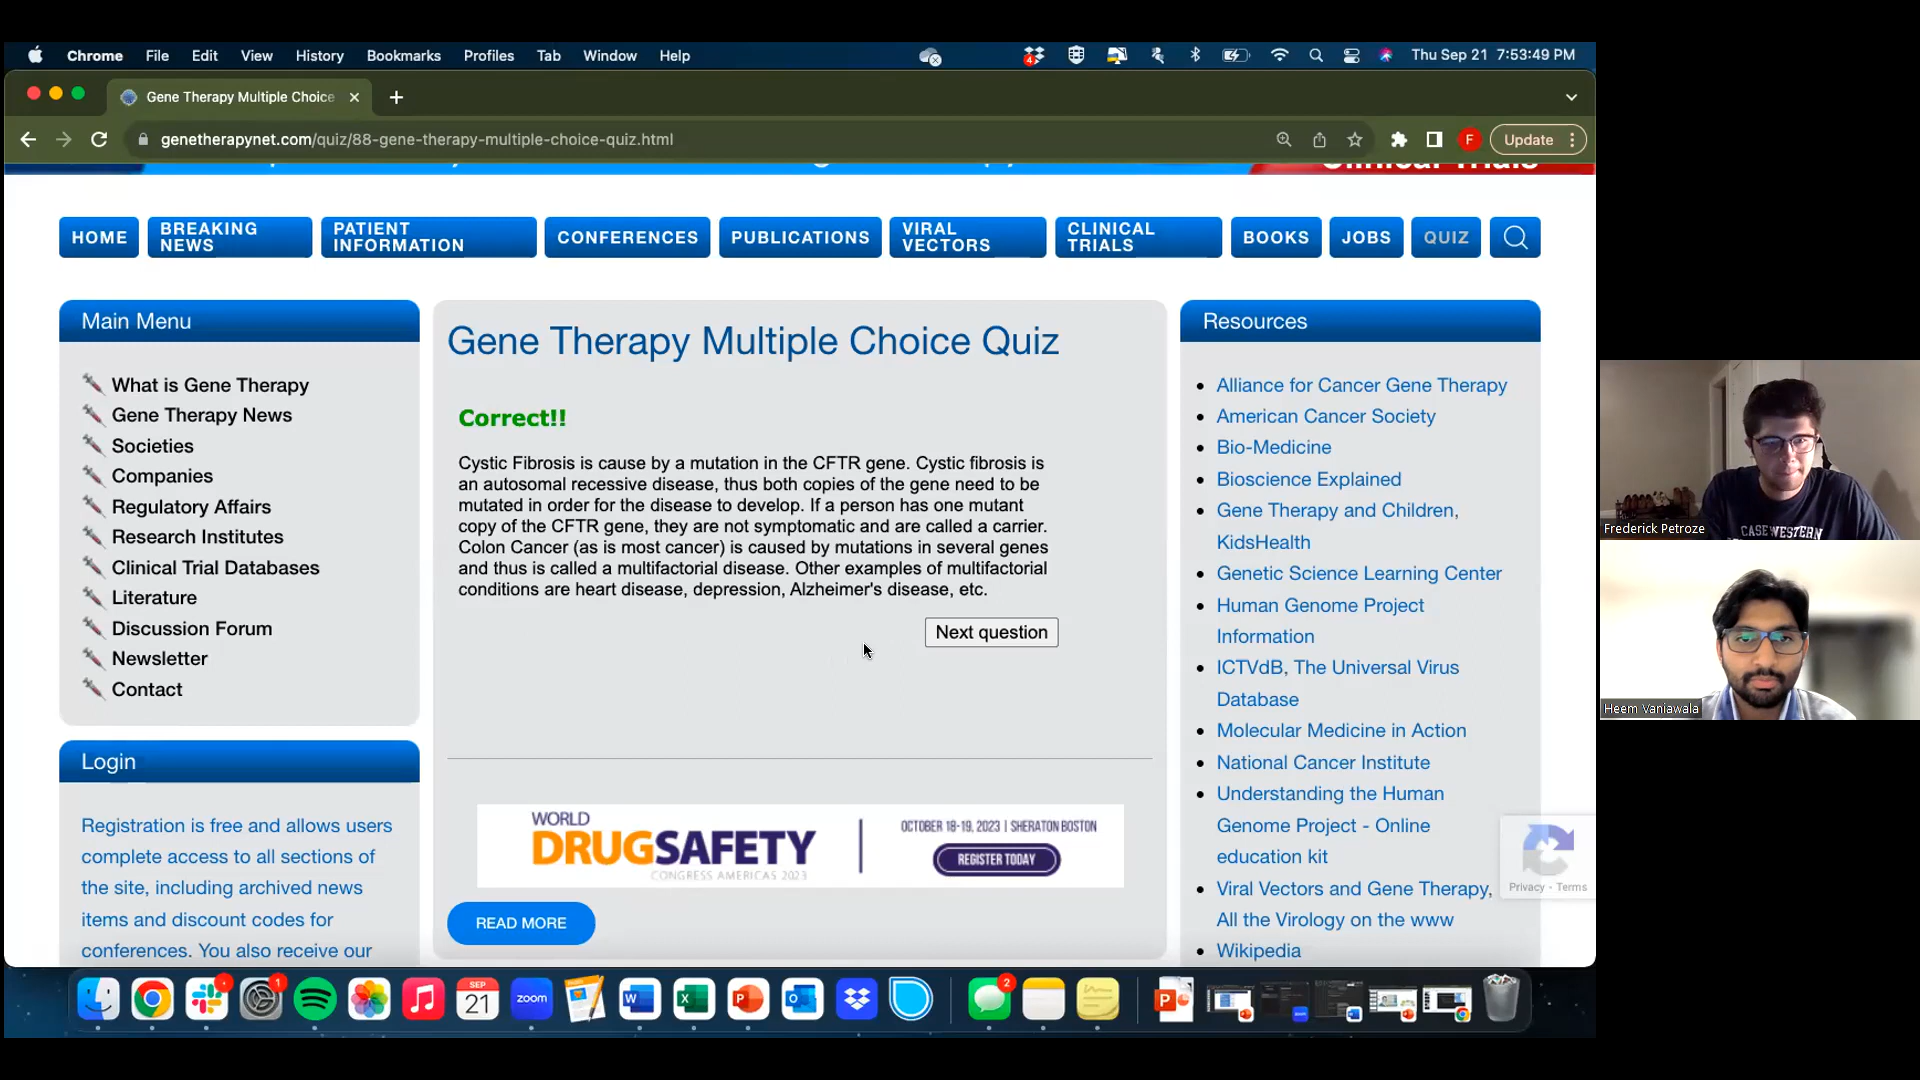 Chrome File Edit View History Bookmarks Profiles Tab Window Help
4
Thu Sep 21 7:53:49 PM
Gene Therapy Multiple Choice
genetherapynet.com/quiz/88-gene-therapy-multiple-choice-quiz.html
F
Update
Clinical Trials
HOME
BREAKING
NEWS
PATIENT
INFORMATION
CONFERENCES
PUBLICATIONS
VIRAL
VECTORS
CLINICAL
TRIALS
BOOKS
JOBS
QUIZ
Main Menu
What is Gene Therapy
Gene Therapy News
Societies
Companies
Regulatory Affairs
Research Institutes
Clinical Trial Databases
Literature
Discussion Forum
Newsletter
Contact
Login
Registration is free and allows users
complete access to all sections of
the site, including archived news
items and discount codes for
conferences. You also receive our
Gene Therapy Multiple Choice Quiz
Correct!!
Cystic Fibrosis is cause by a mutation in the CFTR gene. Cystic fibrosis is
an autosomal recessive disease, thus both copies of the gene need to be
mutated in order for the disease to develop. If a person has one mutant
copy of the CFTR gene, they are not symptomatic and are called a carrier.
Colon Cancer (as is most cancer) is caused by mutations in several genes
and thus is called a multifactorial disease. Other examples of multifactorial
conditions are heart disease, depression, Alzheimer's disease, etc.
Next question
WORLD
DRUGSAFETY
CONGRESS AMERICAS 2023
OCTOBER 18-19, 2023 | SHERATON BOSTON
REGISTER TODAY
READ MORE
Resources
Alliance for Cancer Gene Therapy
American Cancer Society
Bio-Medicine
Bioscience Explained
Gene Therapy and Children,
KidsHealth
Genetic Science Learning Center
Human Genome Project
Information
ICTVdB, The Universal Virus
Database
Molecular Medicine in Action
National Cancer Institute
Understanding the Human
Genome Project - Online
education kit
Viral Vectors and Gene Therapy,
All the Virology on the www
Wikipedia
Privacy - Terms
CASE WESTERN
Frederick Petroze
Heem Vaniawala
1
SEP
21
zoom
W
X
P
O
2
P